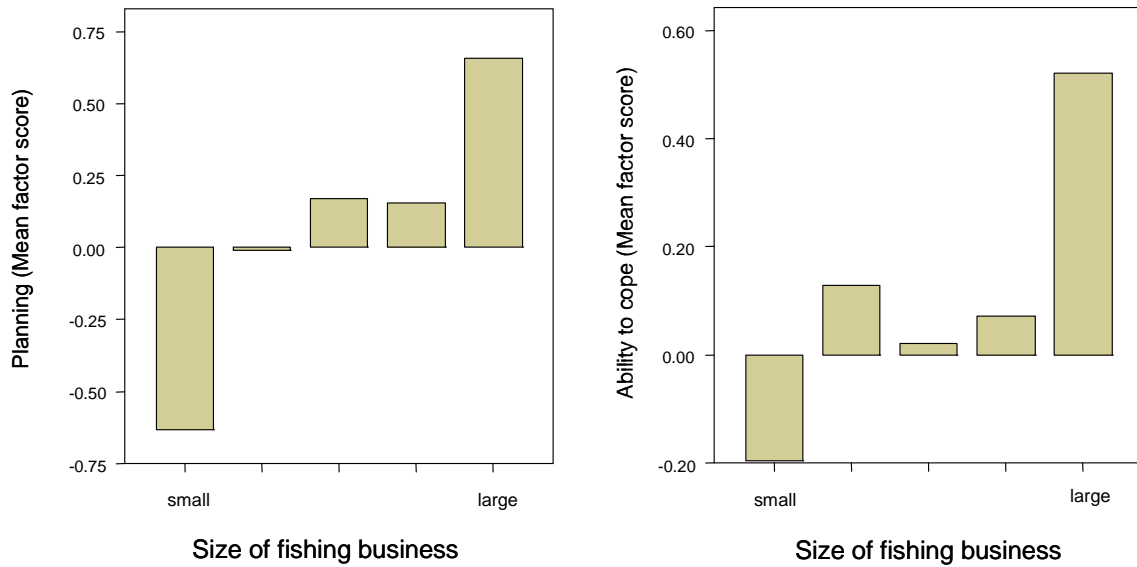 Planning (Mean factor score)
0.75
0.50
0.25
0.00
-0.25
-0.50
-0.75
small
large
Size of fishing business
Ability to cope (Mean factor score)
0.60
0.40
0.20
0.00
-0.20
small
large
Size of fishing business